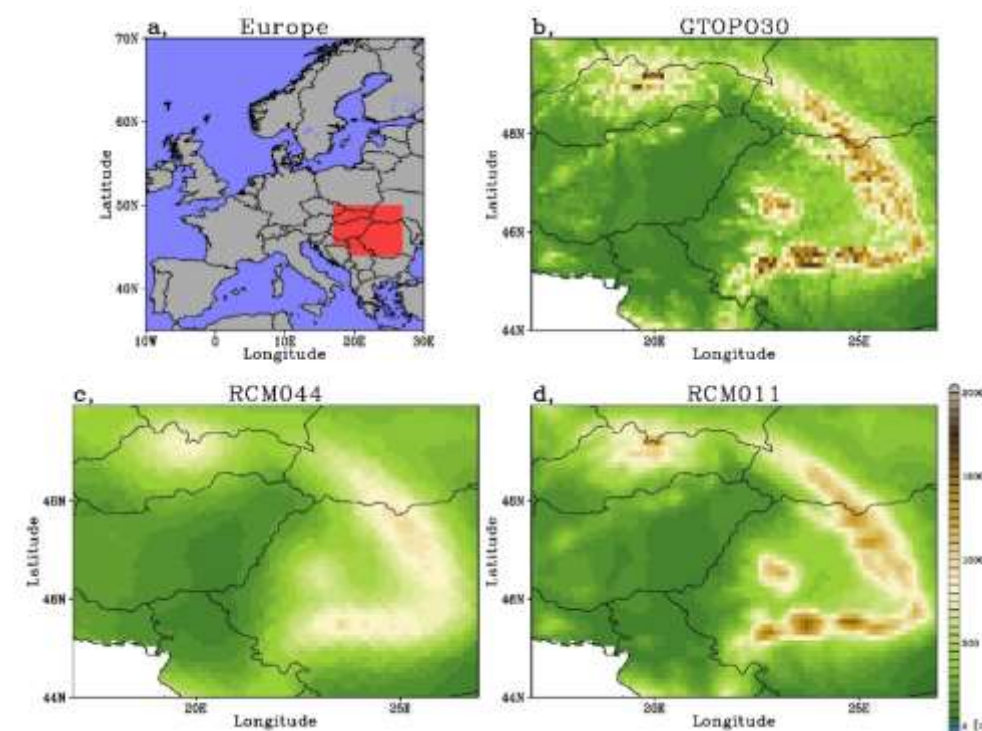 a, Europe
70N
60N
50N
40N
10W 0 10E 20E 30E
Latitude
Longitude
b, GTOPO30
48N
46N
44N
20E 25E
Latitude
Longitude
c, RCM044
48N
46N
44N
20E 25E
Latitude
Longitude
d, RCM011
48N
46N
44N
20E 25E
Latitude
Longitude